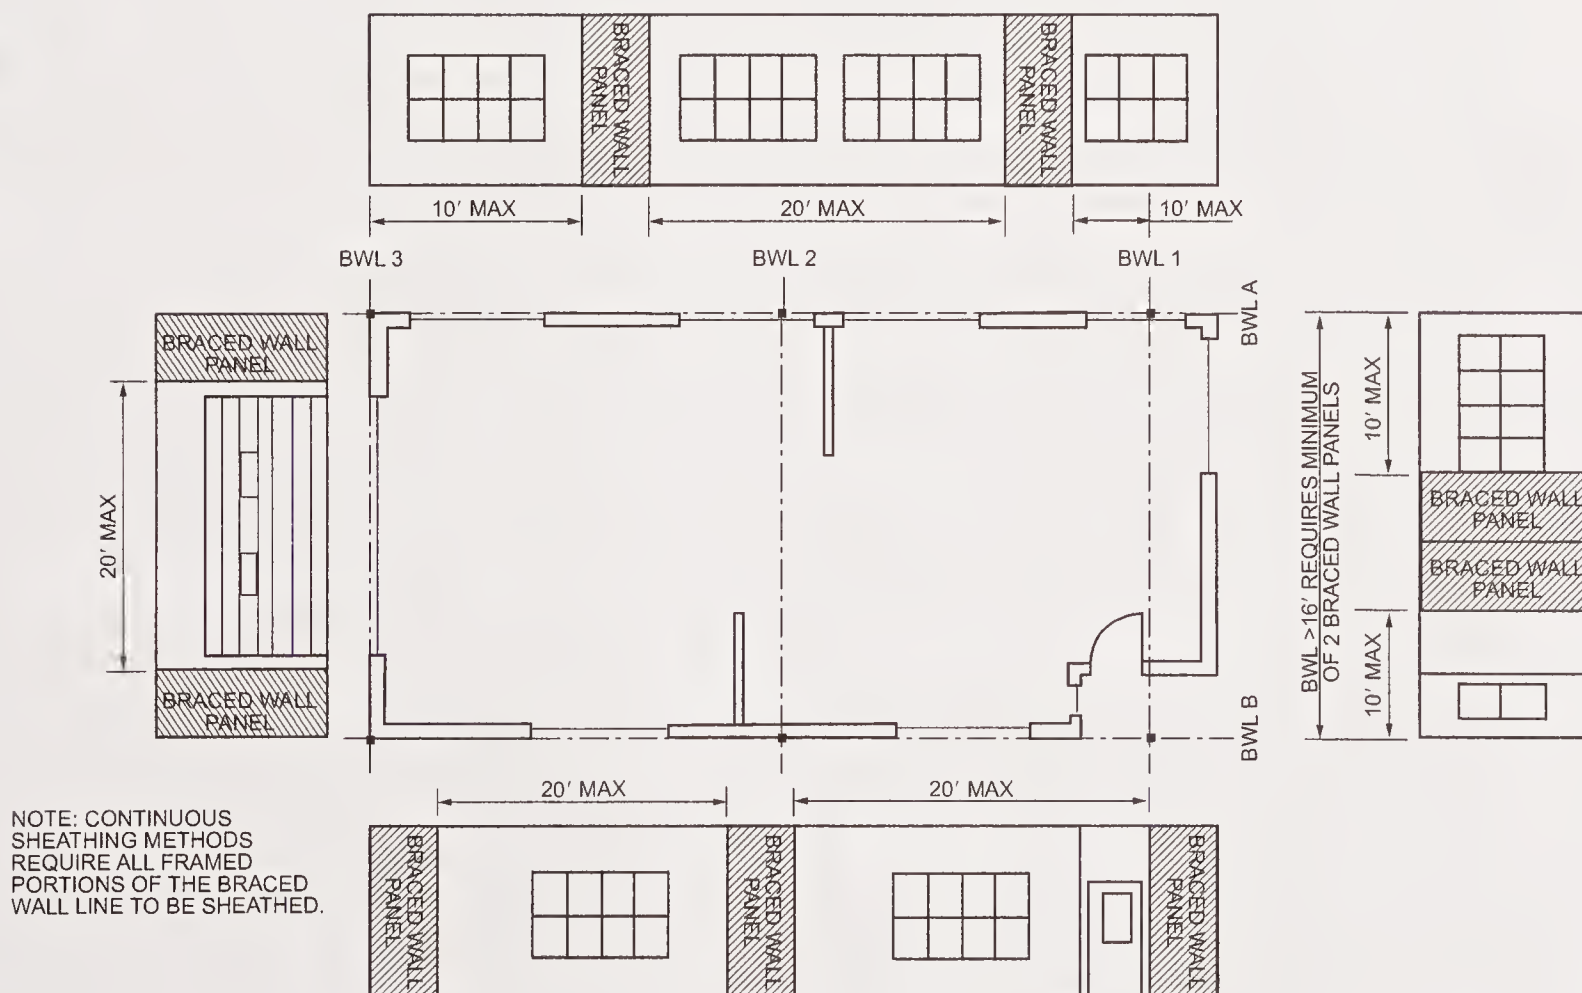 BRACED WALL
PANEL
BRACED WALL
PANEL
10' MAX
20' MAX
10' MAX
BWL 3
BWL 2
BWL 1
BWL A
BRACED WALL
PANEL
20' MAX
BRACED WALL
PANEL
BWL >16' REQUIRES MINIMUM
OF 2 BRACED WALL PANELS
10' MAX
BRACED WALL
PANEL
BRACED WALL
PANEL
10' MAX
BWL B
20' MAX
20' MAX
NOTE: CONTINUOUS
SHEATHING METHODS
REQUIRE ALL FRAMED
PORTIONS OF THE BRACED
WALL LINE TO BE SHEATHED.
BRACED WALL
PANEL
BRACED WALL
PANEL
BRACED WALL
PANEL